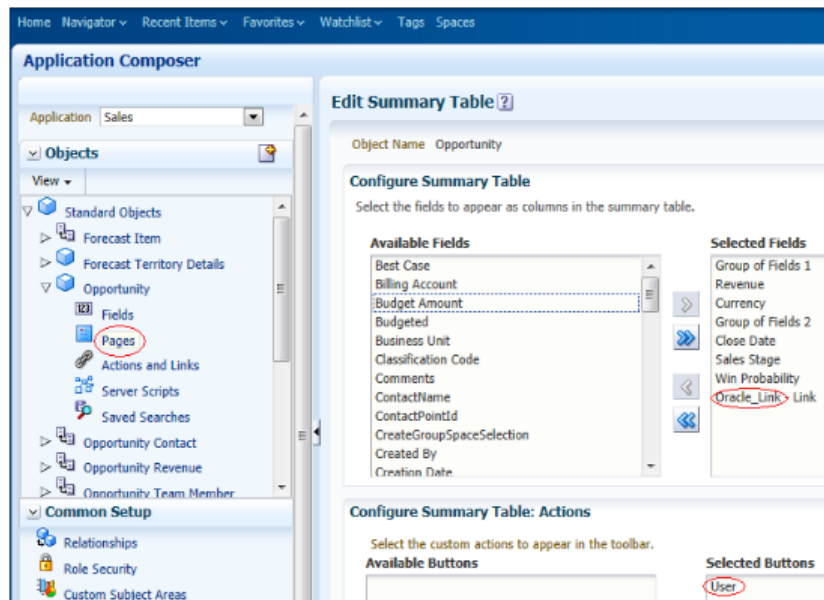 Home Navigator Recent Items Favorites Watchlist Tags Spaces
Application Composer
Application Sales
Objects
View
Standard Objects
Forecast Item
Forecast Territory Details
Opportunity
Fields
Pages
Actions and Links
Server Scripts
Saved Searches
Opportunity Contact
Opportunity Revenue
Opportunity Team Member
Common Setup
Relationships
Role Security
Custom Subject Areas
Edit Summary Table ?
Object Name Opportunity
Configure Summary Table
Select the fields to appear as columns in the summary table.
Available Fields
Best Case
Billing Account
Budget Amount
Budgeted
Business Unit
Classification Code
Comments
ContactName
ContactPointId
CreateGroupSpaceSelection
Created By
Creation Date
Selected Fields
Group of Fields 1
Revenue
Currency
Group of Fields 2
Close Date
Sales Stage
Win Probability
Oracle_Link - Link
Configure Summary Table: Actions
Select the custom actions to appear in the toolbar.
Available Buttons
Selected Buttons
User